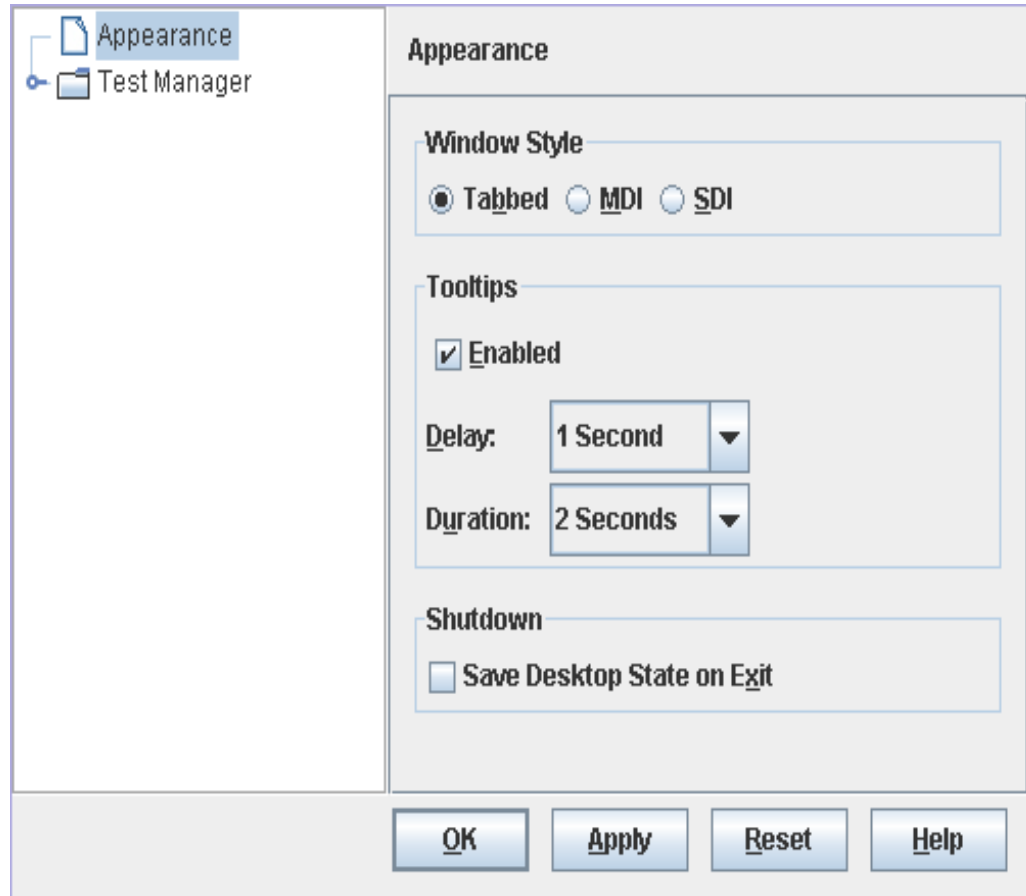 Appearance
Test Manager
Appearance
Window Style
Tabbed MDI SDI
Tooltips
Enabled
Delay: 1 Second
Duration: 2 Seconds
Shutdown
Save Desktop State on Exit
OK Apply Reset Help